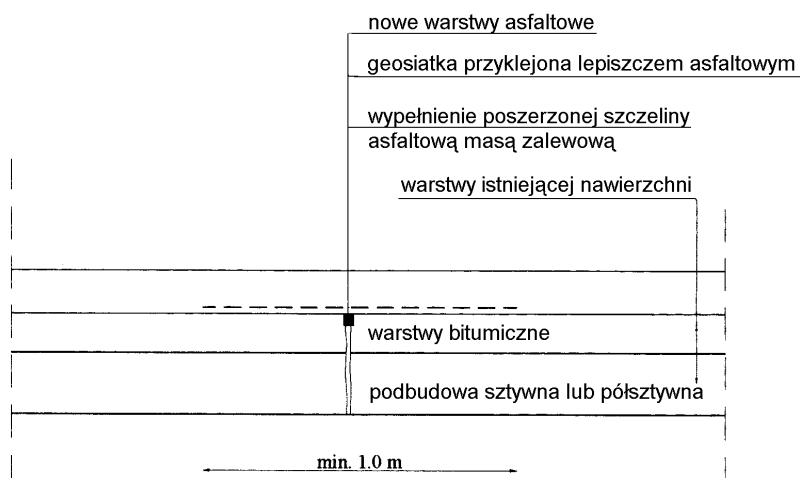 nowe warstwy asfaltowe
geosiatka przyklejona lepiszczem asfaltowym
wypełnienie poszerzonej szczeliny
asfaltową masą zalewową
warstwy istniejącej nawierzchni
warstwy bitumiczne
podbudowa sztywna lub półsztywna
min. 1.0 m